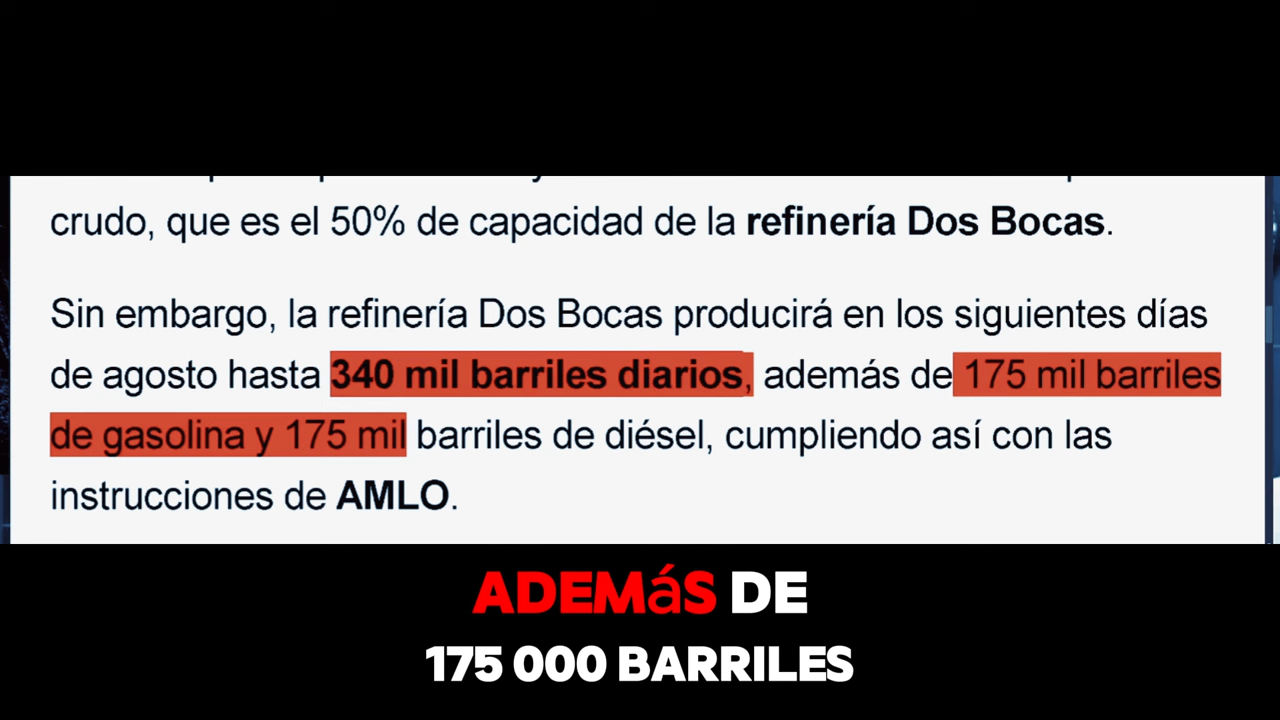 crudo, que es el 50% de capacidad de la refinería Dos Bocas.
Sin embargo, la refinería Dos Bocas producirá en los siguientes días
de agosto hasta 340 mil barriles diarios, además de 175 mil barriles
de gasolina y 175 mil barriles de diésel, cumpliendo así con las
instrucciones de AMLO.
ADEMáS DE
175 000 BARRILES